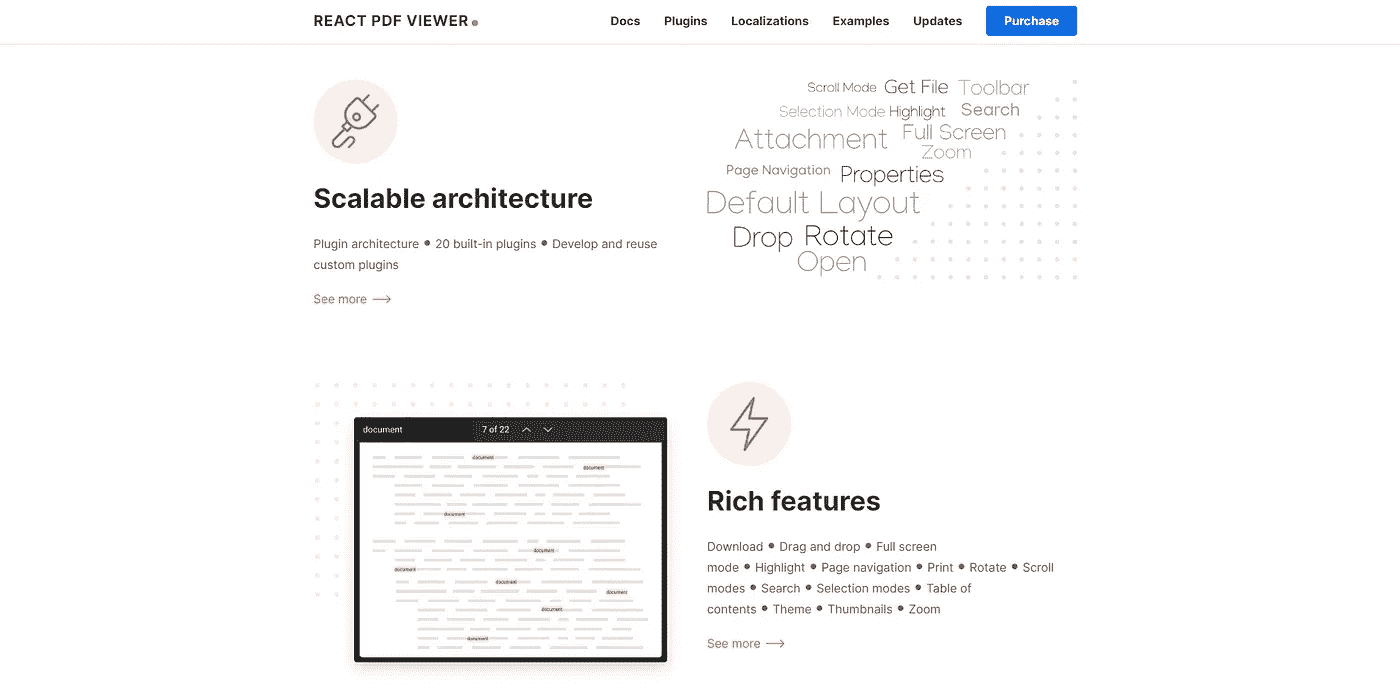 REACT PDF VIEWER
Docs Plugins Localizations Examples Updates Purchase
Scroll Mode Get File Toolbar
Selection Mode Highlight Search
Attachment Full Screen
Zoom
Page Navigation Properties
Default Layout
Drop Rotate
Open
Scalable architecture
Plugin architecture • 20 built-in plugins • Develop and reuse
custom plugins
See more →
document 7 of 22
document
document
document
document
document
document
document
document
document
Rich features
Download • Drag and drop • Full screen
mode • Highlight • Page navigation • Print • Rotate • Scroll
modes • Search • Selection modes • Table of
contents • Theme • Thumbnails • Zoom
See more →